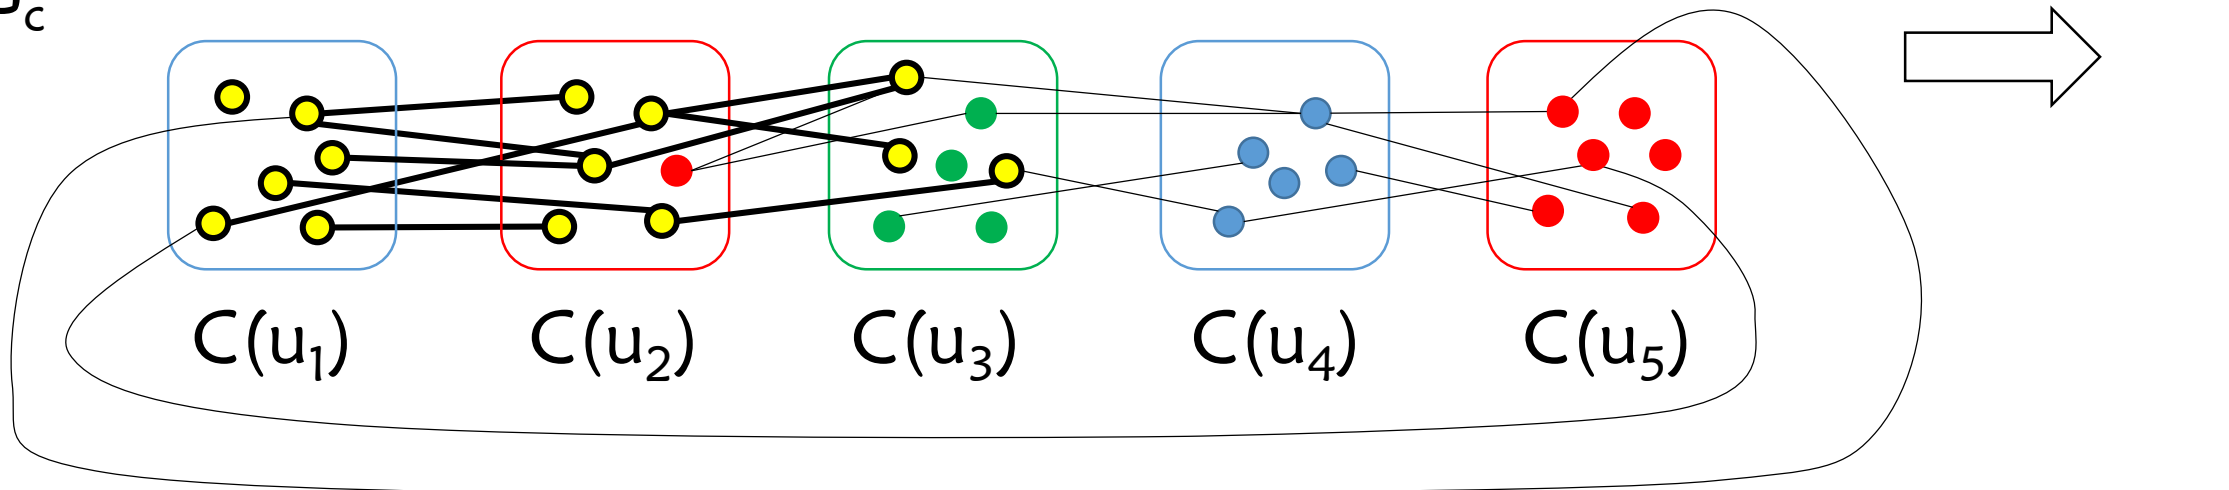 C(u₁) C(u₂) C(u₃) C(u₄) C(u₅)